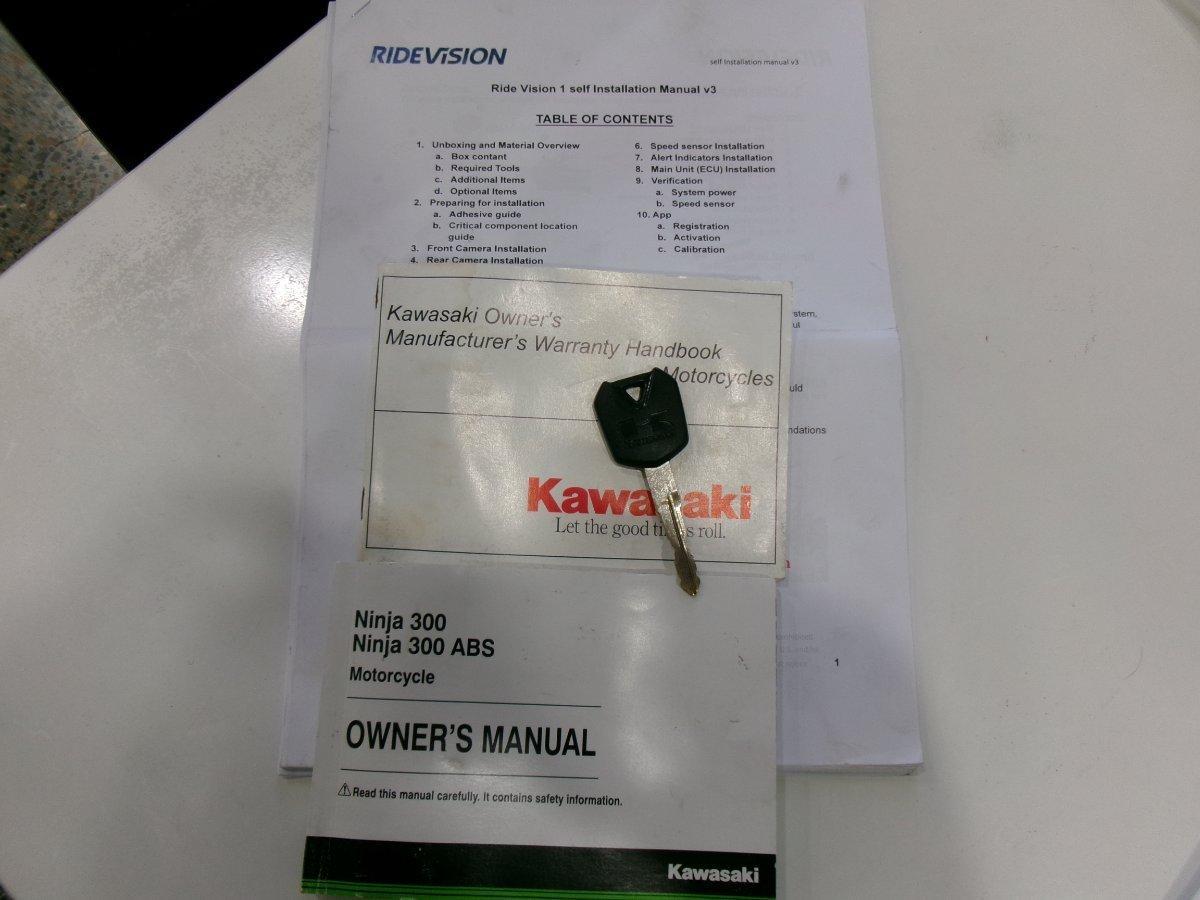 RIDEVISION
self Installation manual v3
Ride Vision 1 self Installation Manual v3
TABLE OF CONTENTS
1. Unboxing and Material Overview
a. Box contant
b. Required Tools
c. Additional Items
d. Optional Items
2. Preparing for installation
a. Adhesive guide
b. Critical component location
guide
3. Front Camera Installation
4. Rear Camera Installation
6. Speed sensor Installation
7. Alert Indicators Installation
8. Main Unit (ECU) Installation
9. Verification
a. System power
b. Speed sensor
10. App
a. Registration
b. Activation
c. Calibration
1
Kawasaki Owner's
Manufacturer's Warranty Handbook
Motorcycles
Kawasaki
Let the good times roll.
Ninja 300
Ninja 300 ABS
Motorcycle
OWNER'S MANUAL
⚠Read this manual carefully. It contains safety information.
Kawasaki